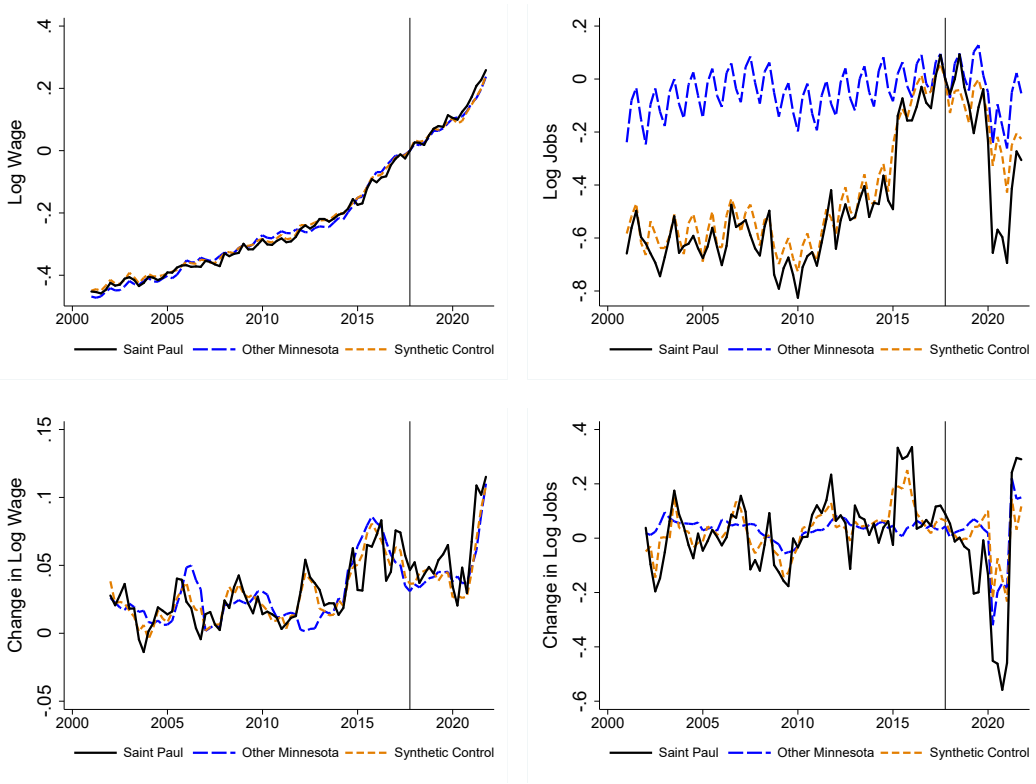 Log Wage
.4
.2
0
-.2
-.4
2000 2005 2010 2015 2020
Saint Paul Other Minnesota Synthetic Control
Log Jobs
.2
0
-.2
-.4
-.6
-.8
2000 2005 2010 2015 2020
Saint Paul Other Minnesota Synthetic Control
Change in Log Wage
.15
.1
.05
0
-.05
2000 2005 2010 2015 2020
Saint Paul Other Minnesota Synthetic Control
Change in Log Jobs
.4
.2
0
-.2
-.4
-.6
2000 2005 2010 2015 2020
Saint Paul Other Minnesota Synthetic Control